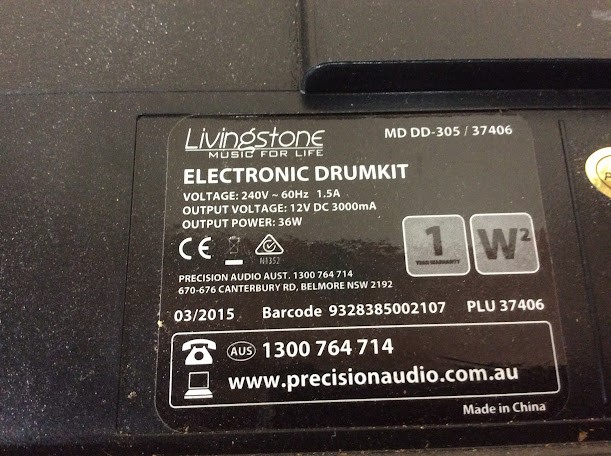 Livingstone
MUSIC FOR LIFE
MD DD-305 / 37406
ELECTRONIC DRUMKIT
VOLTAGE: 240V ~ 60Hz 1.5A
OUTPUT VOLTAGE: 12V DC 3000mA
OUTPUT POWER: 36W
CE
N1352
1
YEAR WARRANTY
W²
PRECISION AUDIO AUST. 1300 764 714
670-676 CANTERBURY RD, BELMORE NSW 2192
03/2015 Barcode 9328385002107 PLU 37406
AUS 1300 764 714
www.precisionaudio.com.au
Made in China